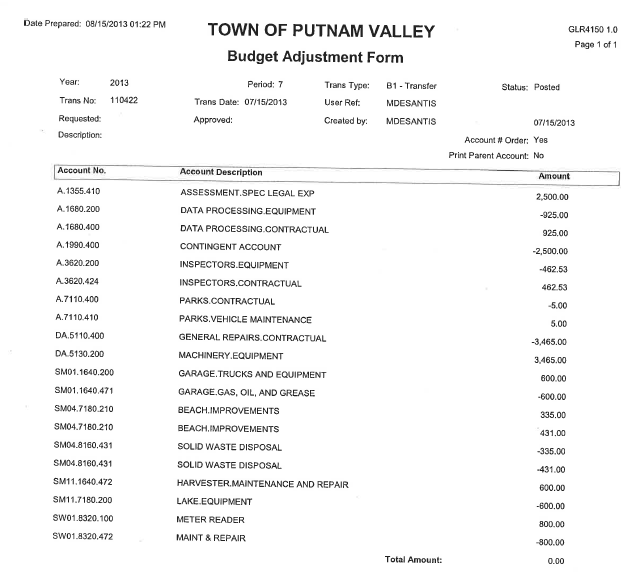 Date Prepared: 08/15/2013 01:22 PM TOWN OF PUTNAM VALLEY GLR4150 1.0
Page 1 of 1
Budget Adjustment Form
Year: 2013 Period: 7 Trans Type: B1 - Transfer Status: Posted
Trans No: 110422 Trans Date: 07/15/2013 User Ref: MDESANTIS
Requested: Approved: Created by: MDESANTIS 07/15/2013
Description: Account # Order: Yes
Print Parent Account: No
Account No. Account Description Amount
A.1355.410 ASSESSMENT.SPEC LEGAL EXP 2,500.00
A.1680.200 DATA PROCESSING.EQUIPMENT -925.00
A.1680.400 DATA PROCESSING.CONTRACTUAL 925.00
A.1990.400 CONTINGENT ACCOUNT -2,500.00
A.3620.200 INSPECTORS.EQUIPMENT -462.53
A.3620.424 INSPECTORS.CONTRACTUAL 462.53
A.7110.400 PARKS.CONTRACTUAL -5.00
A.7110.410 PARKS.VEHICLE MAINTENANCE 5.00
DA.5110.400 GENERAL REPAIRS.CONTRACTUAL -3,465.00
DA.5130.200 MACHINERY.EQUIPMENT 3,465.00
SM01.1640.200 GARAGE.TRUCKS AND EQUIPMENT 600.00
SM01.1640.471 GARAGE.GAS, OIL, AND GREASE -600.00
SM04.7180.210 BEACH.IMPROVEMENTS 335.00
SM04.7180.210 BEACH.IMPROVEMENTS 431.00
SM04.8160.431 SOLID WASTE DISPOSAL -335.00
SM04.8160.431 SOLID WASTE DISPOSAL -431.00
SM11.1640.472 HARVESTER.MAINTENANCE AND REPAIR 600.00
SM11.7180.200 LAKE.EQUIPMENT -600.00
SW01.8320.100 METER READER 800.00
SW01.8320.472 MAINT & REPAIR -800.00
Total Amount: 0.00